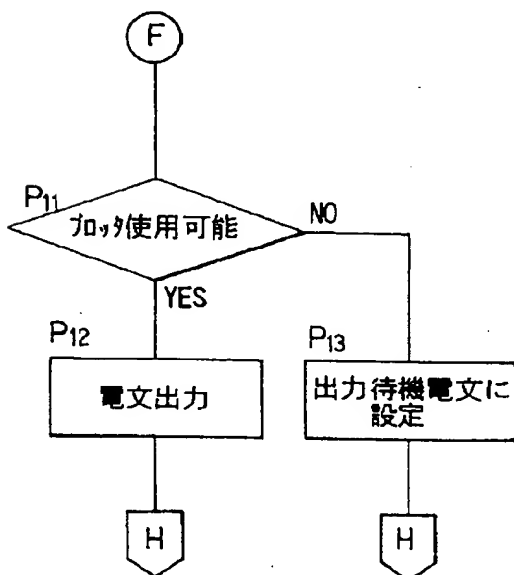 F
P11
プロッタ使用可能
NO
YES
P12
P13
電文出力
出力待機電文に
設定
H
H